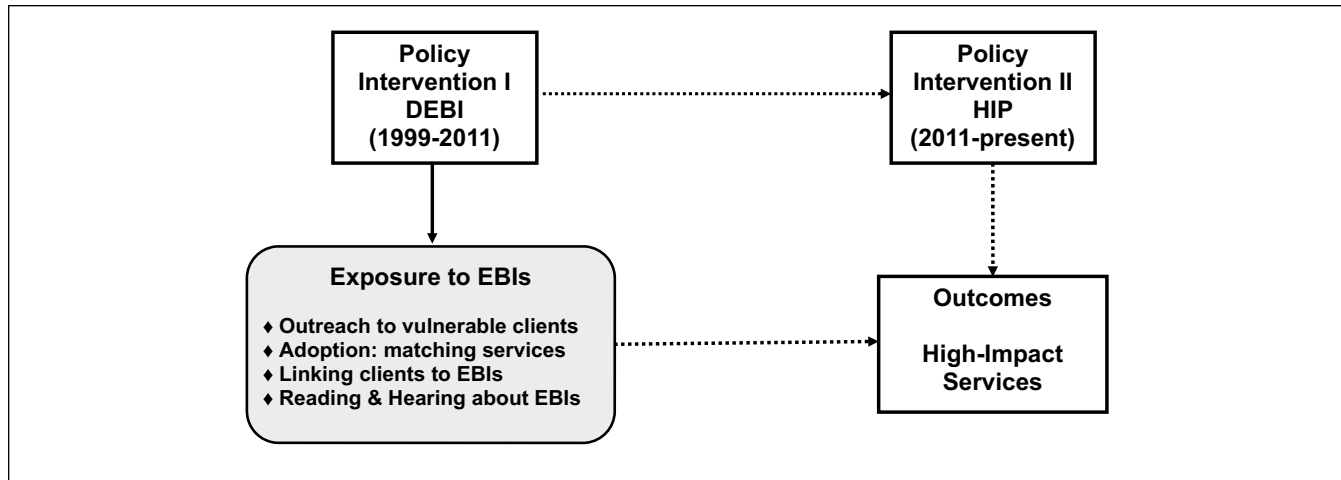 Policy
Intervention I
DEBI
(1999-2011)
Policy
Intervention II
HIP
(2011-present)
Exposure to EBIs
♦ Outreach to vulnerable clients
♦ Adoption: matching services
♦ Linking clients to EBIs
♦ Reading & Hearing about EBIs
Outcomes
High-Impact
Services